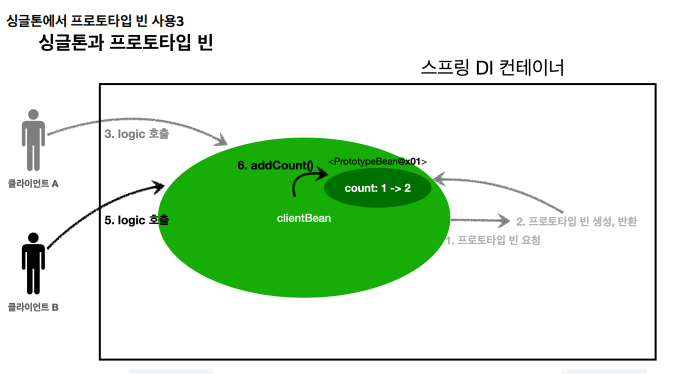 싱글톤에서 프로토타입 빈 사용3
싱글톤과 프로토타입 빈
스프링 DI 컨테이너
3. logic 호출
6. addCount()
<PrototypeBean@x01>
클라이언트 A
count: 1 -> 2
5. logic 호출
clientBean
2. 프로토타입 빈 생성, 반환
1. 프로토타입 빈 요청
클라이언트 B